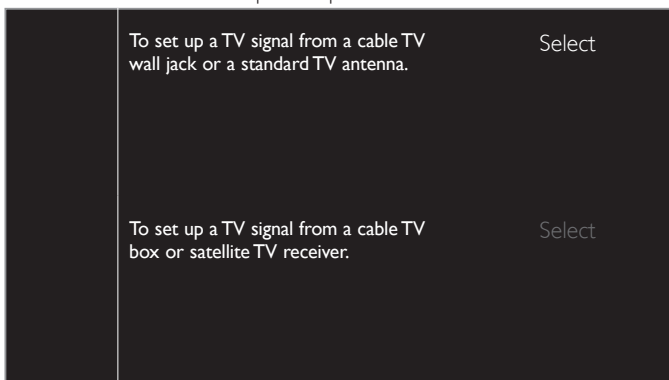 To set up a TV signal from a cable TV
wall jack or a standard TV antenna.
Select
To set up a TV signal from a cable TV
box or satellite TV receiver.
Select